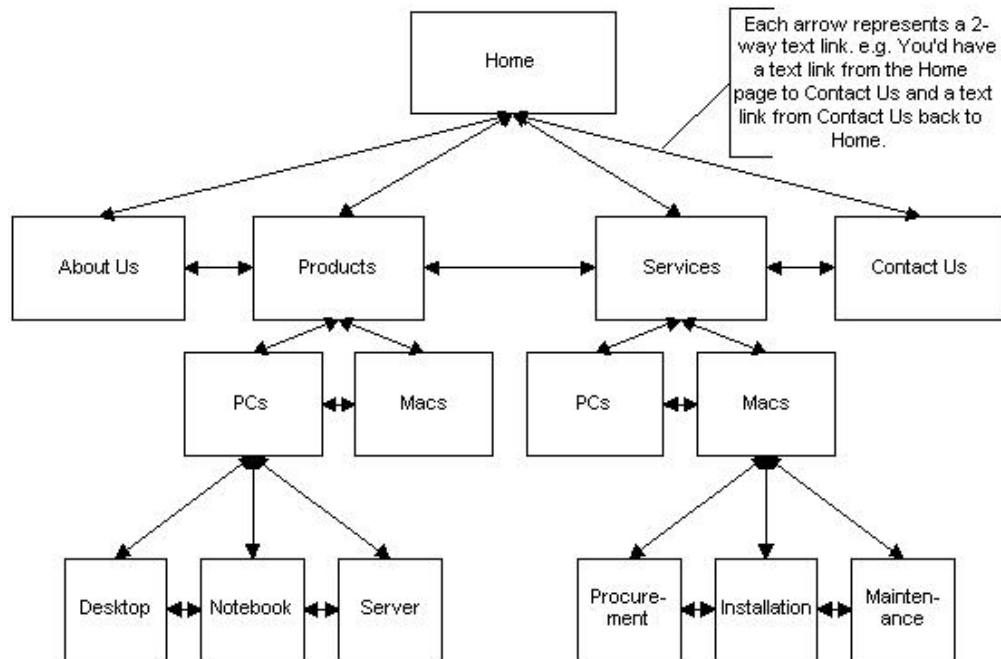 Home
Each arrow represents a 2-
way text link. e.g. You'd have
a text link from the Home
page to Contact Us and a text
link from Contact Us back to
Home.
About Us
Products
Services
Contact Us
PCs
Macs
PCs
Macs
Desktop
Notebook
Server
Procure-
ment
Installation
Mainten-
ance